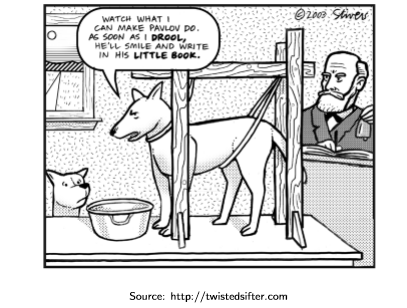 ©2003 Stivers
WATCH WHAT I
CAN MAKE PAVLOV DO.
AS SOON AS I DROOL,
HE'LL SMILE AND WRITE
IN HIS LITTLE BOOK.
Source: http://twistedsifter.com